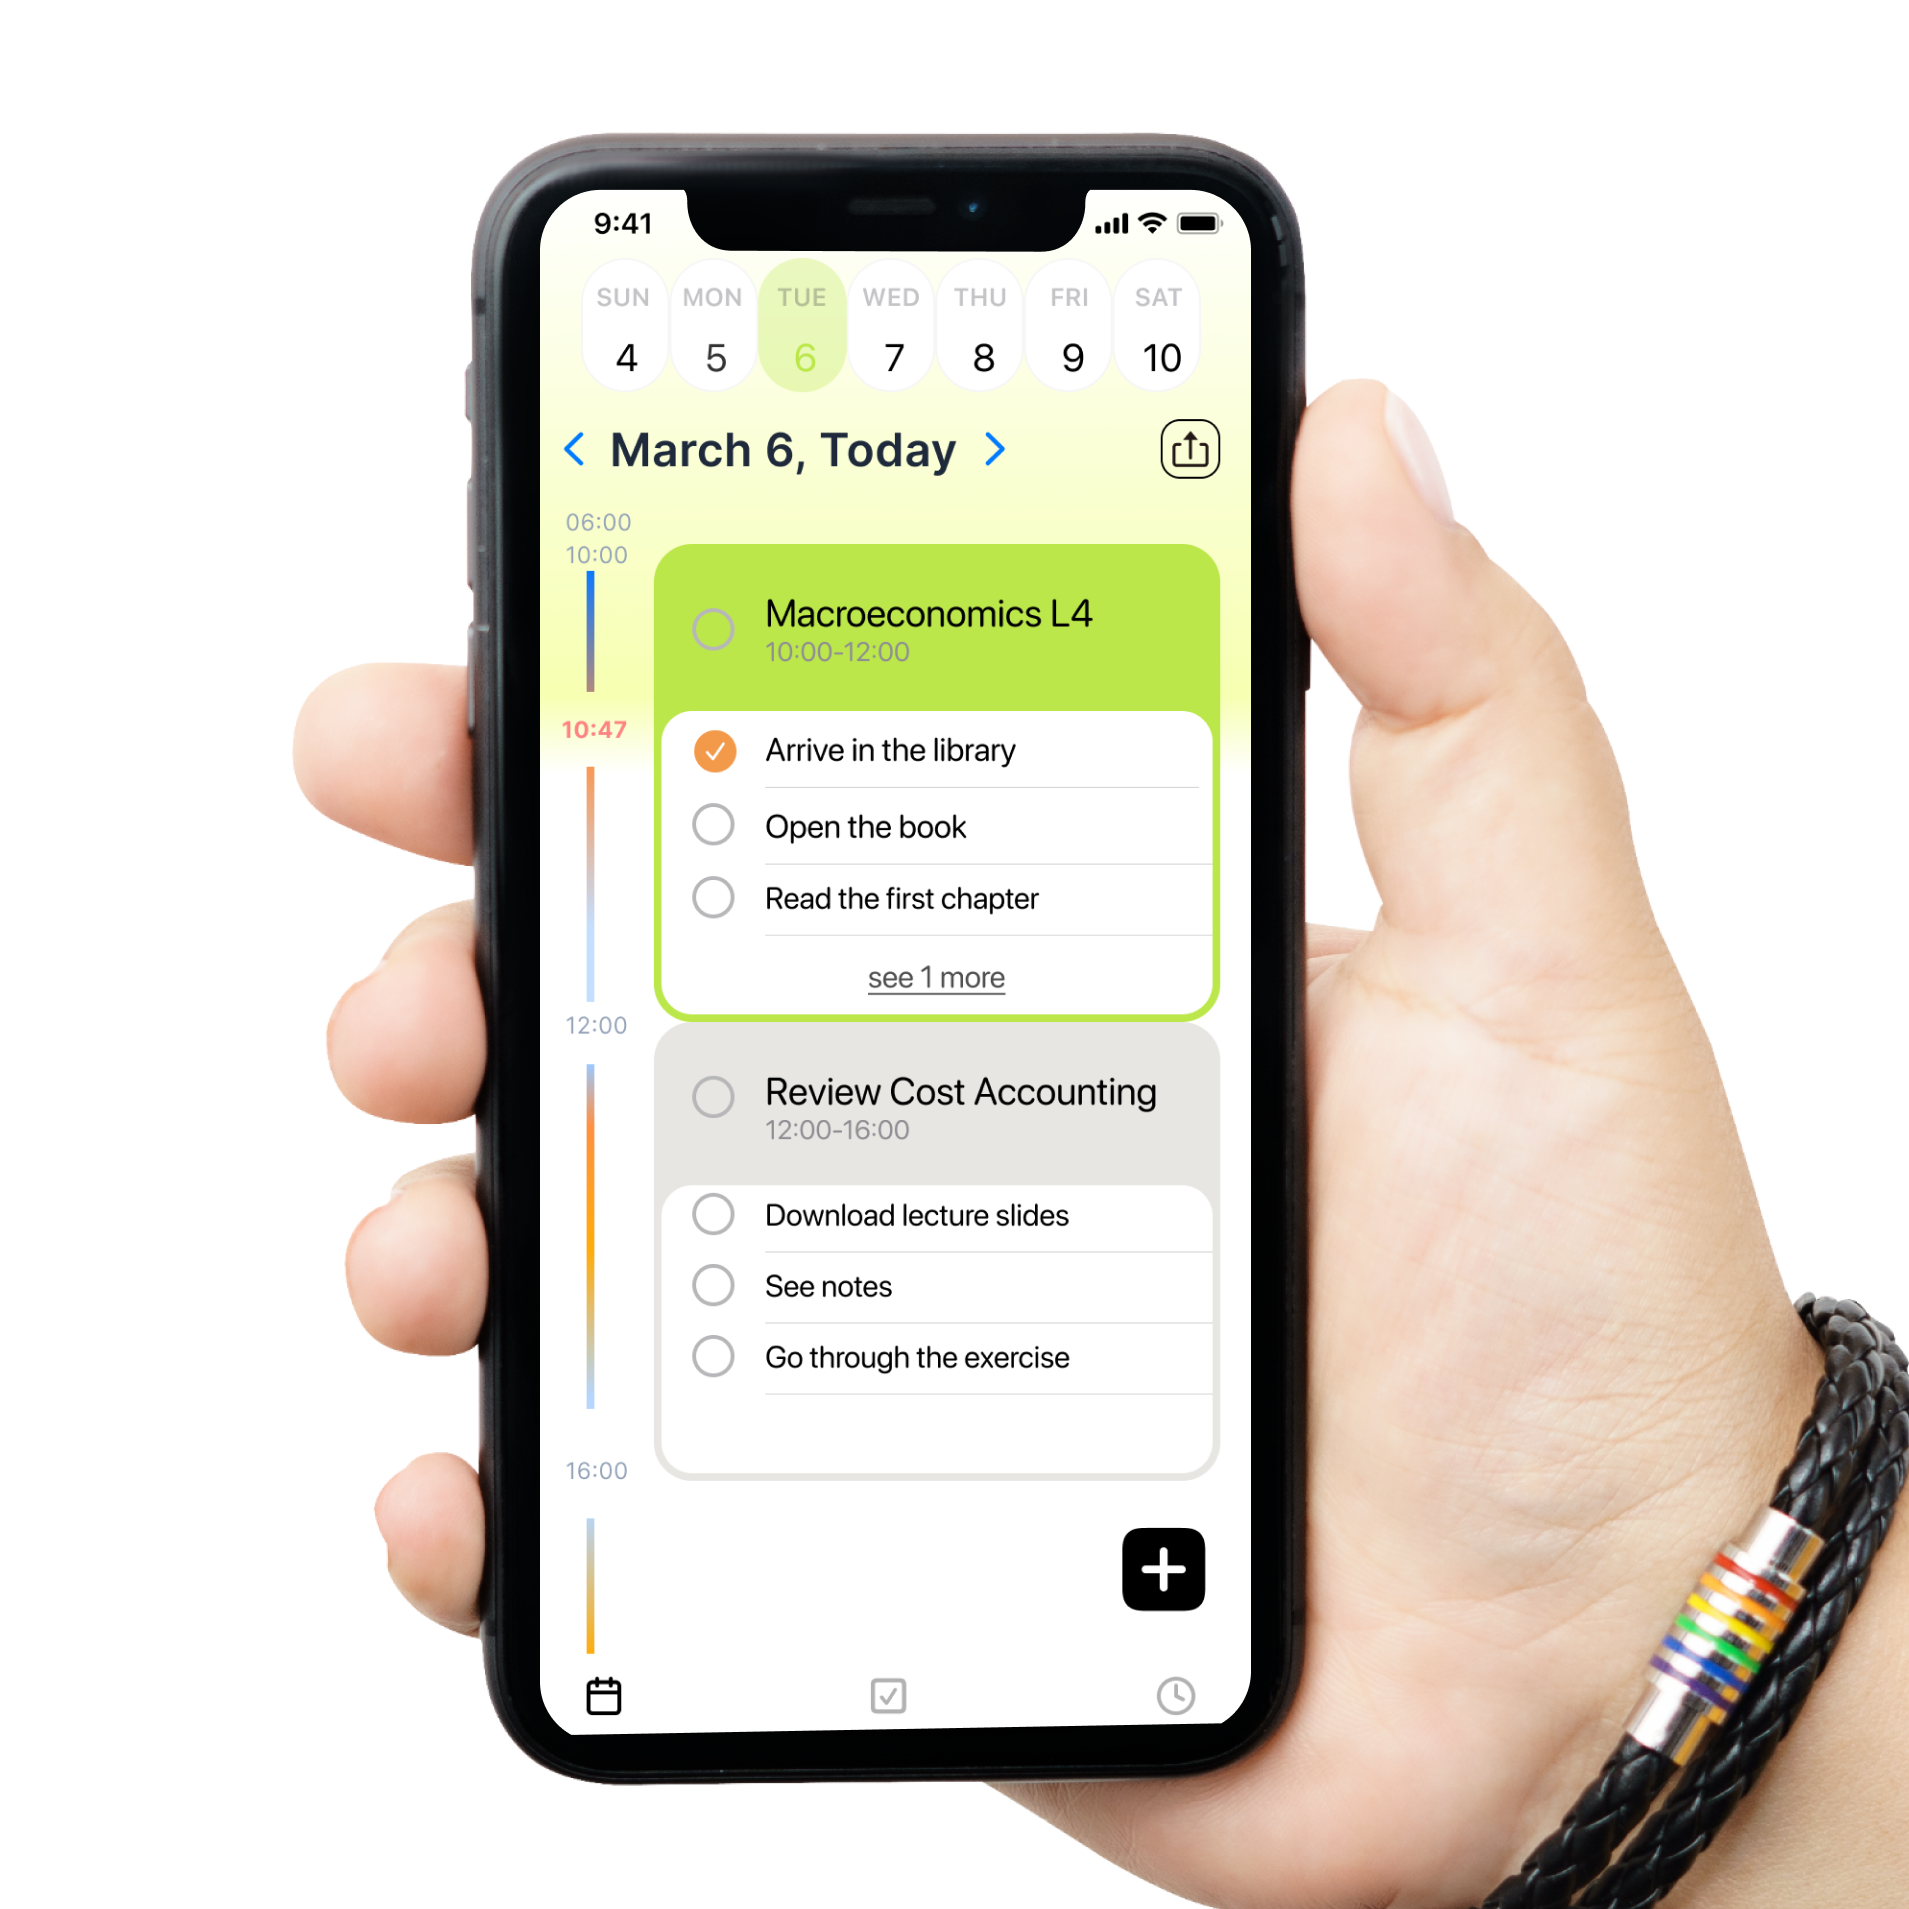 9:41
SUN MON TUE WED THU FRI SAT
4 5 6 7 8 9 10
March 6, Today
06:00
10:00
Macroeconomics L4
10:00-12:00
10:47
Arrive in the library
Open the book
Read the first chapter
see 1 more
12:00
Review Cost Accounting
12:00-16:00
Download lecture slides
See notes
Go through the exercise
16:00